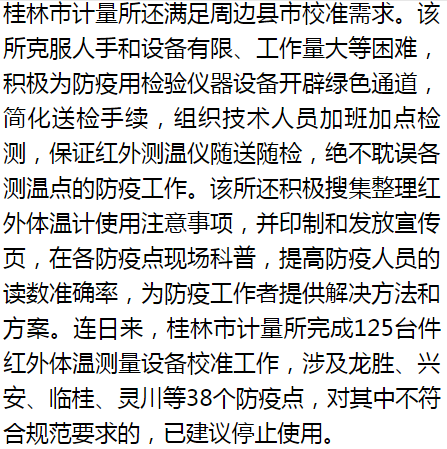 桂林市计量所还满足周边县市校准需求。该
所克服人手和设备有限、工作量大等困难，
积极为防疫用检验仪器设备开辟绿色通道，
简化送检手续，组织技术人员加班加点检
测，保证红外测温仪随送随检，绝不耽误各
测温点的防疫工作。该所还积极搜集整理红
外体温计使用注意事项，并印制和发放宣传
页，在各防疫点现场科普，提高防疫人员的
读数准确率，为防疫工作者提供解决方法和
方案。连日来，桂林市计量所完成125台件
红外体温测量设备校准工作，涉及龙胜、兴
安、临桂、灵川等38个防疫点，对其中不符
合规范要求的，已建议停止使用。